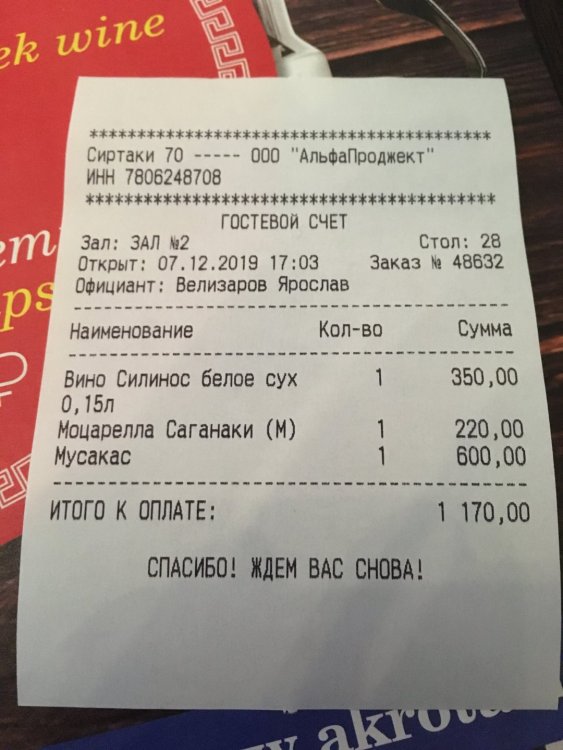 ek wine
******************************************
Сиртаки 70 ----- ООО "АльфаПроджект"
ИНН 7806248708
******************************************
ГОСТЕВОЙ СЧЕТ
Зал: ЗАЛ №2 Стол: 28
Открыт: 07.12.2019 17:03 Заказ № 48632
Официант: Велизаров Ярослав
------------------------------------------
Наименование Кол-во Сумма
------------------------------------------
Вино Силинос белое сух 1 350,00
0,15л
Моцарелла Саганаки (М) 1 220,00
Мусакас 1 600,00
------------------------------------------
ИТОГО К ОПЛАТЕ: 1 170,00
СПАСИБО! ЖДЕМ ВАС СНОВА!